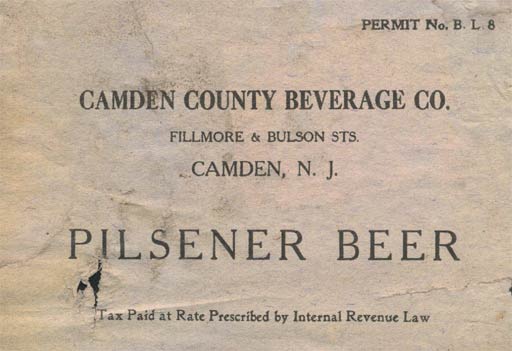 PERMIT No. B. L. 8
CAMDEN COUNTY BEVERAGE CO.
FILLMORE & BULSON STS.
CAMDEN, N. J.
PILSENER BEER
Tax Paid at Rate Prescribed by Internal Revenue Law